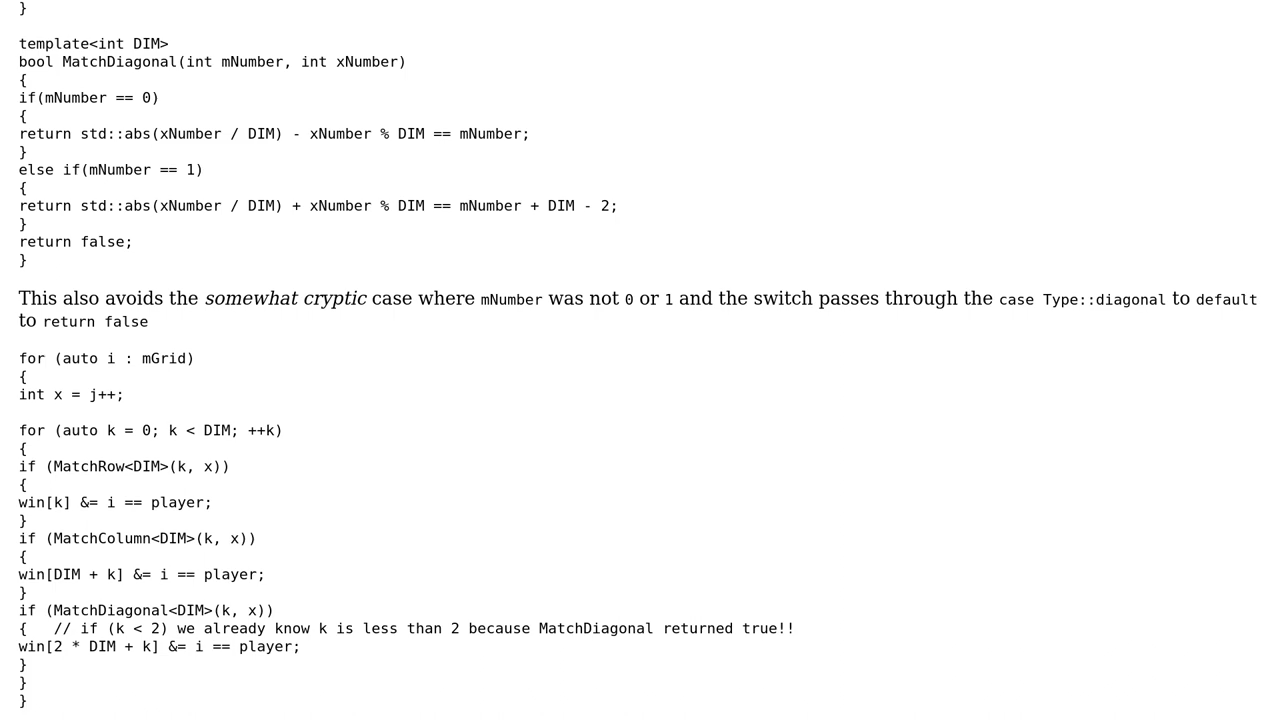 }
template<int DIM>
bool MatchDiagonal(int mNumber, int xNumber)
{
if(mNumber == 0)
{
return std::abs(xNumber / DIM) - xNumber % DIM == mNumber;
}
else if(mNumber == 1)
{
return std::abs(xNumber / DIM) + xNumber % DIM == mNumber + DIM - 2;
}
return false;
}
This also avoids the somewhat cryptic case where mNumber was not 0 or 1 and the switch passes through the case Type::diagonal to default
to return false
for (auto i : mGrid)
{
int x = j++;
for (auto k = 0; k < DIM; ++k)
{
if (MatchRow<DIM>(k, x))
{
win[k] &= i == player;
}
if (MatchColumn<DIM>(k, x))
{
win[DIM + k] &= i == player;
}
if (MatchDiagonal<DIM>(k, x))
{   // if (k < 2) we already know k is less than 2 because MatchDiagonal returned true!!
win[2 * DIM + k] &= i == player;
}
}
}